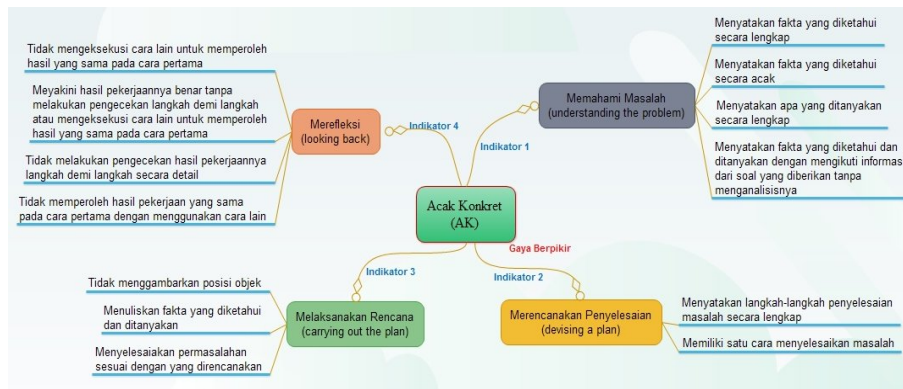 Tidak mengeksekusi cara lain untuk memperoleh
hasil yang sama pada cara pertama
Meyakini hasil pekerjaannya benar tanpa
melakukan pengecekan langkah demi langkah
atau mengeksekusi cara lain untuk memperoleh
hasil yang sama pada cara pertama
Tidak melakukan pengecekan hasil pekerjaannya
langkah demi langkah secara detail
Tidak memperoleh hasil pekerjaan yang sama
pada cara pertama dengan menggunakan cara lain
Merefleksi
(looking back)
Indikator 4
Indikator 1
Memahami Masalah
(understanding the problem)
Menyatakan fakta yang diketahui
secara lengkap
Menyatakan fakta yang diketahui
secara acak
Menyatakan apa yang ditanyakan
secara lengkap
Menyatakan fakta yang diketahui dan
ditanyakan dengan mengikuti informas
dari soal yang diberikan tanpa
menganalisisnya
Acak Konkret
(AK)
Gaya Berpikir
Indikator 3
Indikator 2
Tidak menggambarkan posisi objek
Menuliskan fakta yang diketahui
dan ditanyakan
Menyelesaiakan permasalahan
sesuai dengan yang direncanakan
Melaksanakan Rencana
(carrying out the plan)
Merencanakan Penyelesaian
(devising a plan)
Menyatakan langkah-langkah penyelesaian
masalah secara lengkap
Memiliki satu cara menyelesaikan masalah